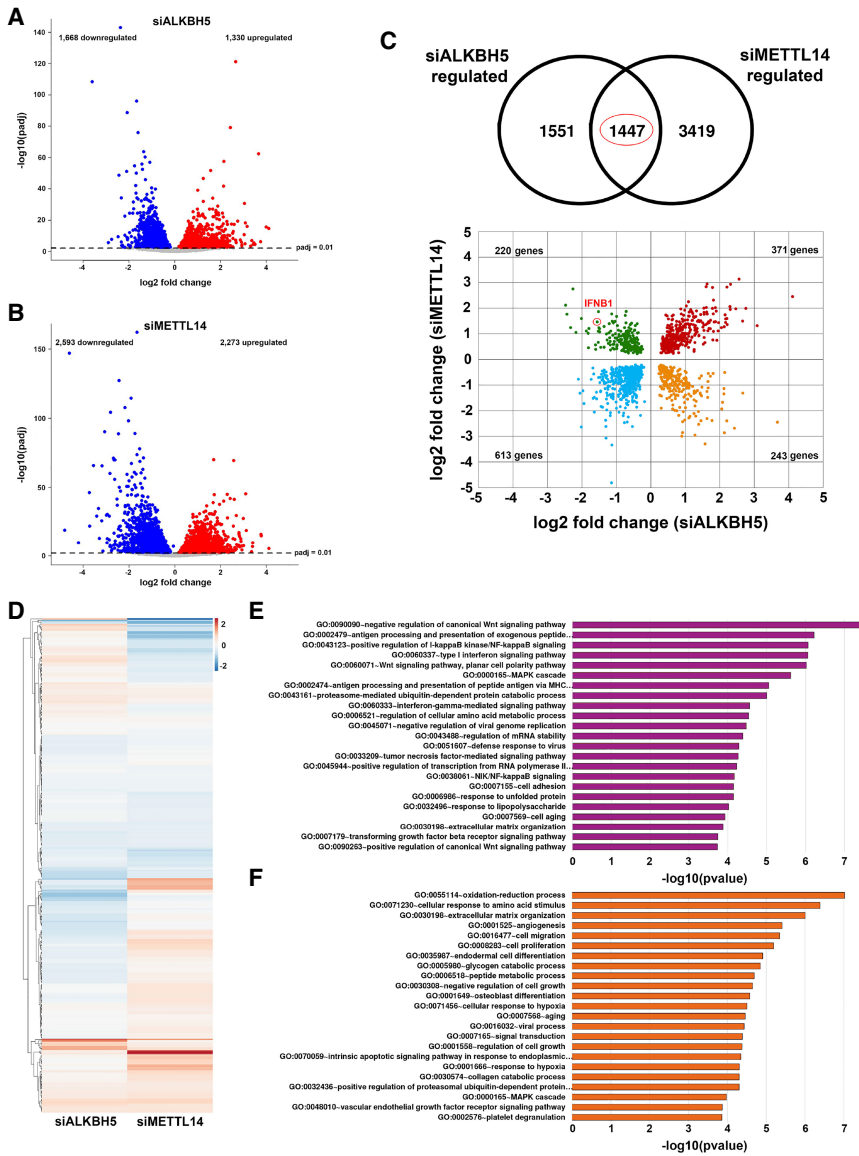 A
siALKBH5
1,668 downregulated
1,330 upregulated
140
120
100
80
60
40
20
0
-log10(padj)
padj = 0.01
-4
-2
0
2
4
log2 fold change
B
siMETTL14
2,593 downregulated
2,273 upregulated
150
100
50
0
-log10(padj)
padj = 0.01
-4
-2
0
2
4
log2 fold change
C
siALKBH5
regulated
siMETTL14
regulated
1551
1447
3419
5
4
3
2
1
0
-1
-2
-3
-4
-5
log2 fold change (siMETTL14)
220 genes
371 genes
IFNB1
613 genes
243 genes
-5
-4
-3
-2
-1
0
1
2
3
4
5
log2 fold change (siALKBH5)
D
2
0
-2
siALKBH5
siMETTL14
E
GO:0090090~negative regulation of canonical Wnt signaling pathway
GO:0002479~antigen processing and presentation of exogenous peptide...
GO:0043123~positive regulation of I-kappaB kinase/NF-kappaB signaling
GO:0060337~type I interferon signaling pathway
GO:0060071~Wnt signaling pathway, planar cell polarity pathway
GO:0000165~MAPK cascade
GO:0002474~antigen processing and presentation of peptide antigen via MHC...
GO:0043161~proteasome-mediated ubiquitin-dependent protein catabolic process
GO:0060333~interferon-gamma-mediated signaling pathway
GO:0006521~regulation of cellular amino acid metabolic process
GO:0045071~negative regulation of viral genome replication
GO:0043488~regulation of mRNA stability
GO:0051607~defense response to virus
GO:0033209~tumor necrosis factor-mediated signaling pathway
GO:0045944~positive regulation of transcription from RNA polymerase II...
GO:0038061~NIK/NF-kappaB signaling
GO:0007155~cell adhesion
GO:0006986~response to unfolded protein
GO:0032496~response to lipopolysaccharide
GO:0007569~cell aging
GO:0030198~extracellular matrix organization
GO:0007179~transforming growth factor beta receptor signaling pathway
GO:0090263~positive regulation of canonical Wnt signaling pathway
0
1
2
3
4
5
6
7
-log10(pvalue)
F
GO:0055114~oxidation-reduction process
GO:0071230~cellular response to amino acid stimulus
GO:0030198~extracellular matrix organization
GO:0001525~angiogenesis
GO:0016477~cell migration
GO:0008283~cell proliferation
GO:0035987~endodermal cell differentiation
GO:0005980~glycogen catabolic process
GO:0006518~peptide metabolic process
GO:0030308~negative regulation of cell growth
GO:0001649~osteoblast differentiation
GO:0071456~cellular response to hypoxia
GO:0007568~aging
GO:0016032~viral process
GO:0007165~signal transduction
GO:0001558~regulation of cell growth
GO:0070059~intrinsic apoptotic signaling pathway in response to endoplasmic...
GO:0001666~response to hypoxia
GO:0030574~collagen catabolic process
GO:0032436~positive regulation of proteasomal ubiquitin-dependent protein...
GO:0000165~MAPK cascade
GO:0048010~vascular endothelial growth factor receptor signaling pathway
GO:0002576~platelet degranulation
0
1
2
3
4
5
6
7
-log10(pvalue)